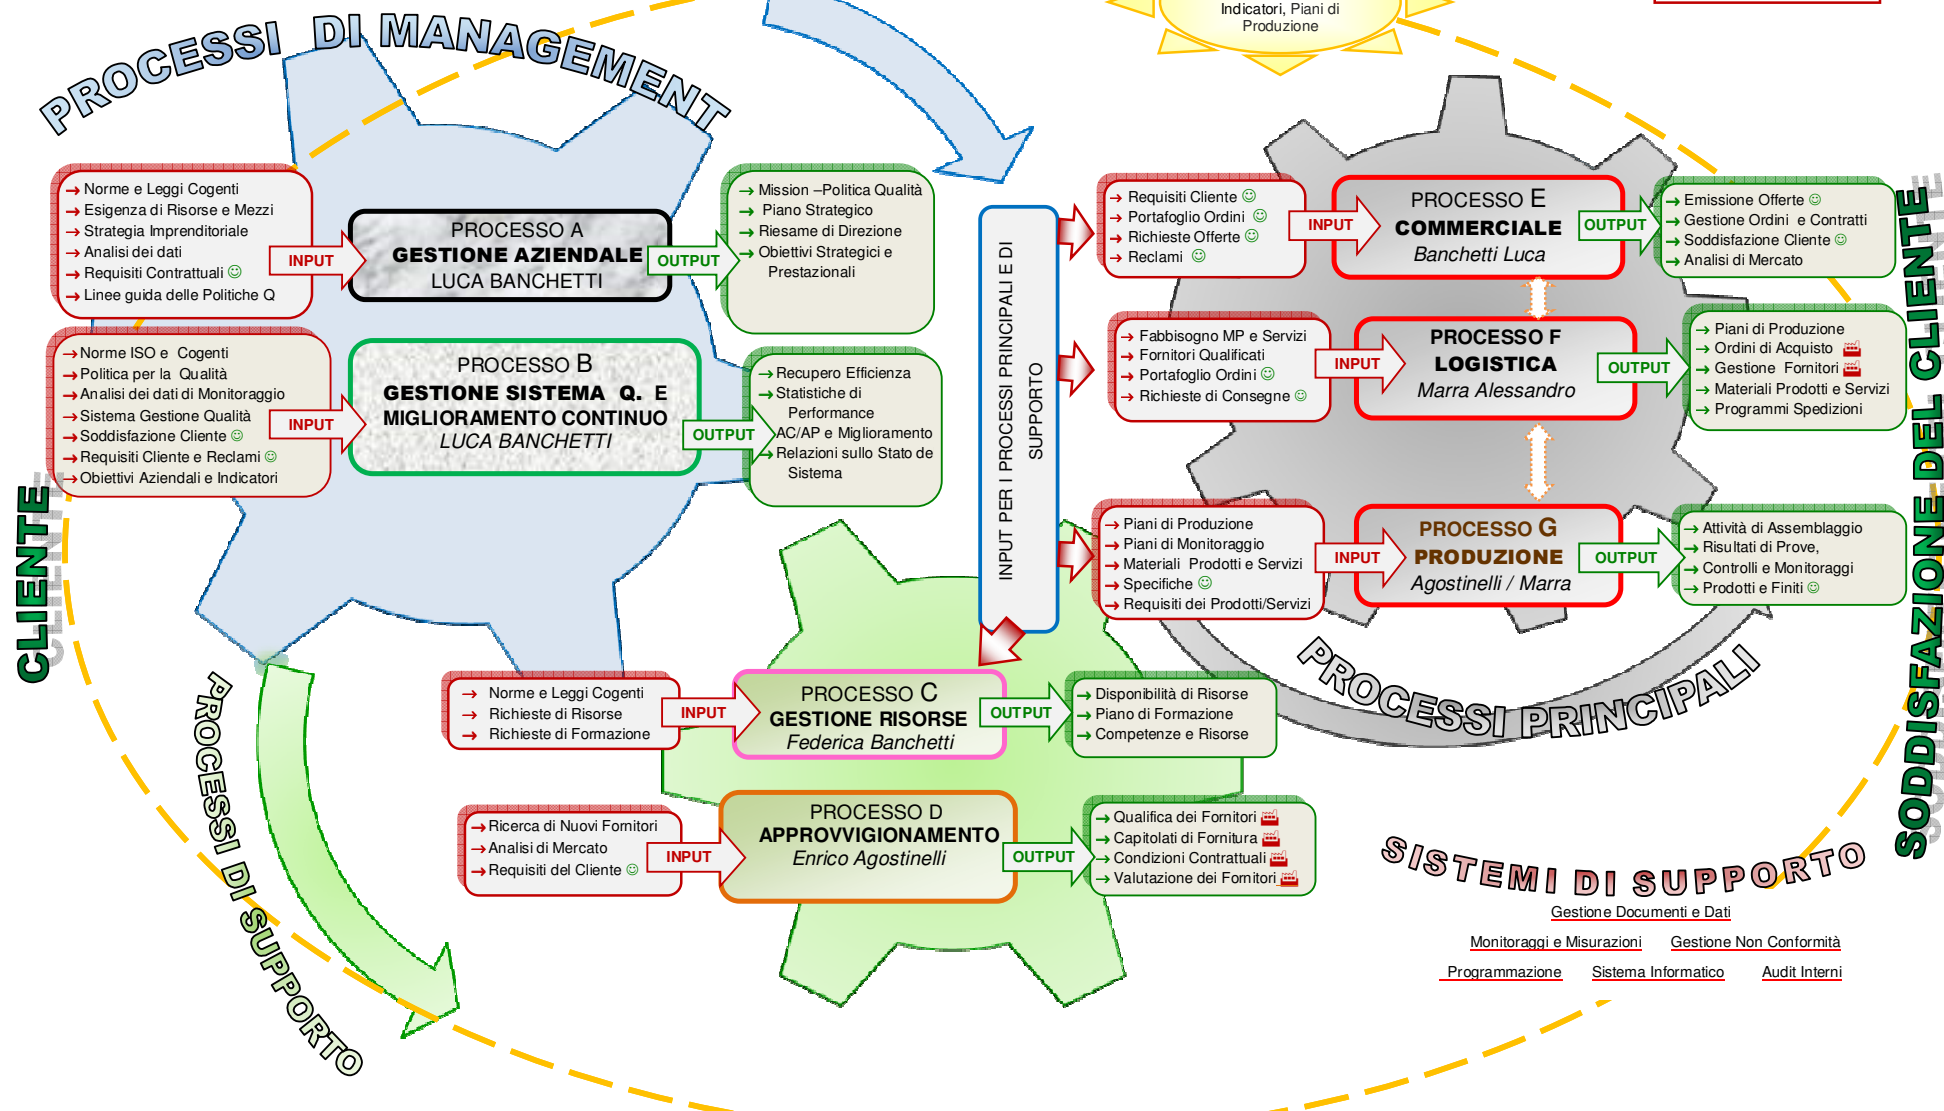 Indicatori, Piani di
Produzione
PROCESSI DI MANAGEMENT
Norme e Leggi Cogenti
Esigenza di Risorse e Mezzi
Strategia Imprenditoriale
Analisi dei dati
Requisiti Contrattuali ☺
Linee guida delle Politiche Q
INPUT
PROCESSO A
GESTIONE AZIENDALE
LUCA BANCHETTI
OUTPUT
Mission –Politica Qualità
Piano Strategico
Riesame di Direzione
Obiettivi Strategici e
Prestazionali
Norme ISO e Cogenti
Politica per la Qualità
Analisi dei dati di Monitoraggio
Sistema Gestione Qualità
Soddisfazione Cliente ☺
Requisiti Cliente e Reclami ☺
Obiettivi Aziendali e Indicatori
INPUT
PROCESSO B
GESTIONE SISTEMA Q. E
MIGLIORAMENTO CONTINUO
LUCA BANCHETTI
OUTPUT
Recupero Efficienza
Statistiche di
Performance
AC/AP e Miglioramento
Relazioni sullo Stato de
Sistema
CLIENTE
INPUT PER I PROCESSI PRINCIPALI E DI
SUPPORTO
Requisiti Cliente ☺
Portafoglio Ordini ☺
Richieste Offerte ☺
Reclami ☺
INPUT
PROCESSO E
COMMERCIALE
Banchetti Luca
OUTPUT
Emissione Offerte ☺
Gestione Ordini e Contratti
Soddisfazione Cliente ☺
Analisi di Mercato
Fabbisogno MP e Servizi
Fornitori Qualificati
Portafoglio Ordini ☺
Richieste di Consegne ☺
INPUT
PROCESSO F
LOGISTICA
Marra Alessandro
OUTPUT
Piani di Produzione
Ordini di Acquisto
Gestione Fornitori
Materiali Prodotti e Servizi
Programmi Spedizioni
Piani di Produzione
Piani di Monitoraggio
Materiali Prodotti e Servizi
Specifiche ☺
Requisiti dei Prodotti/Servizi
INPUT
PROCESSO G
PRODUZIONE
Agostinelli / Marra
OUTPUT
Attività di Assemblaggio
Risultati di Prove,
Controlli e Monitoraggi
Prodotti e Finiti ☺
PROCESSI PRINCIPALI
SODDISFAZIONE DEL CLIENTE
PROCESSI DI SUPPORTO
Norme e Leggi Cogenti
Richieste di Risorse
Richieste di Formazione
INPUT
PROCESSO C
GESTIONE RISORSE
Federica Banchetti
OUTPUT
Disponibilità di Risorse
Piano di Formazione
Competenze e Risorse
Ricerca di Nuovi Fornitori
Analisi di Mercato
Requisiti del Cliente ☺
INPUT
PROCESSO D
APPROVVIGIONAMENTO
Enrico Agostinelli
OUTPUT
Qualifica dei Fornitori
Capitolati di Fornitura
Condizioni Contrattuali
Valutazione dei Fornitori
SISTEMI DI SUPPORTO
Gestione Documenti e Dati
Monitoraggi e Misurazioni Gestione Non Conformità
Programmazione Sistema Informatico Audit Interni